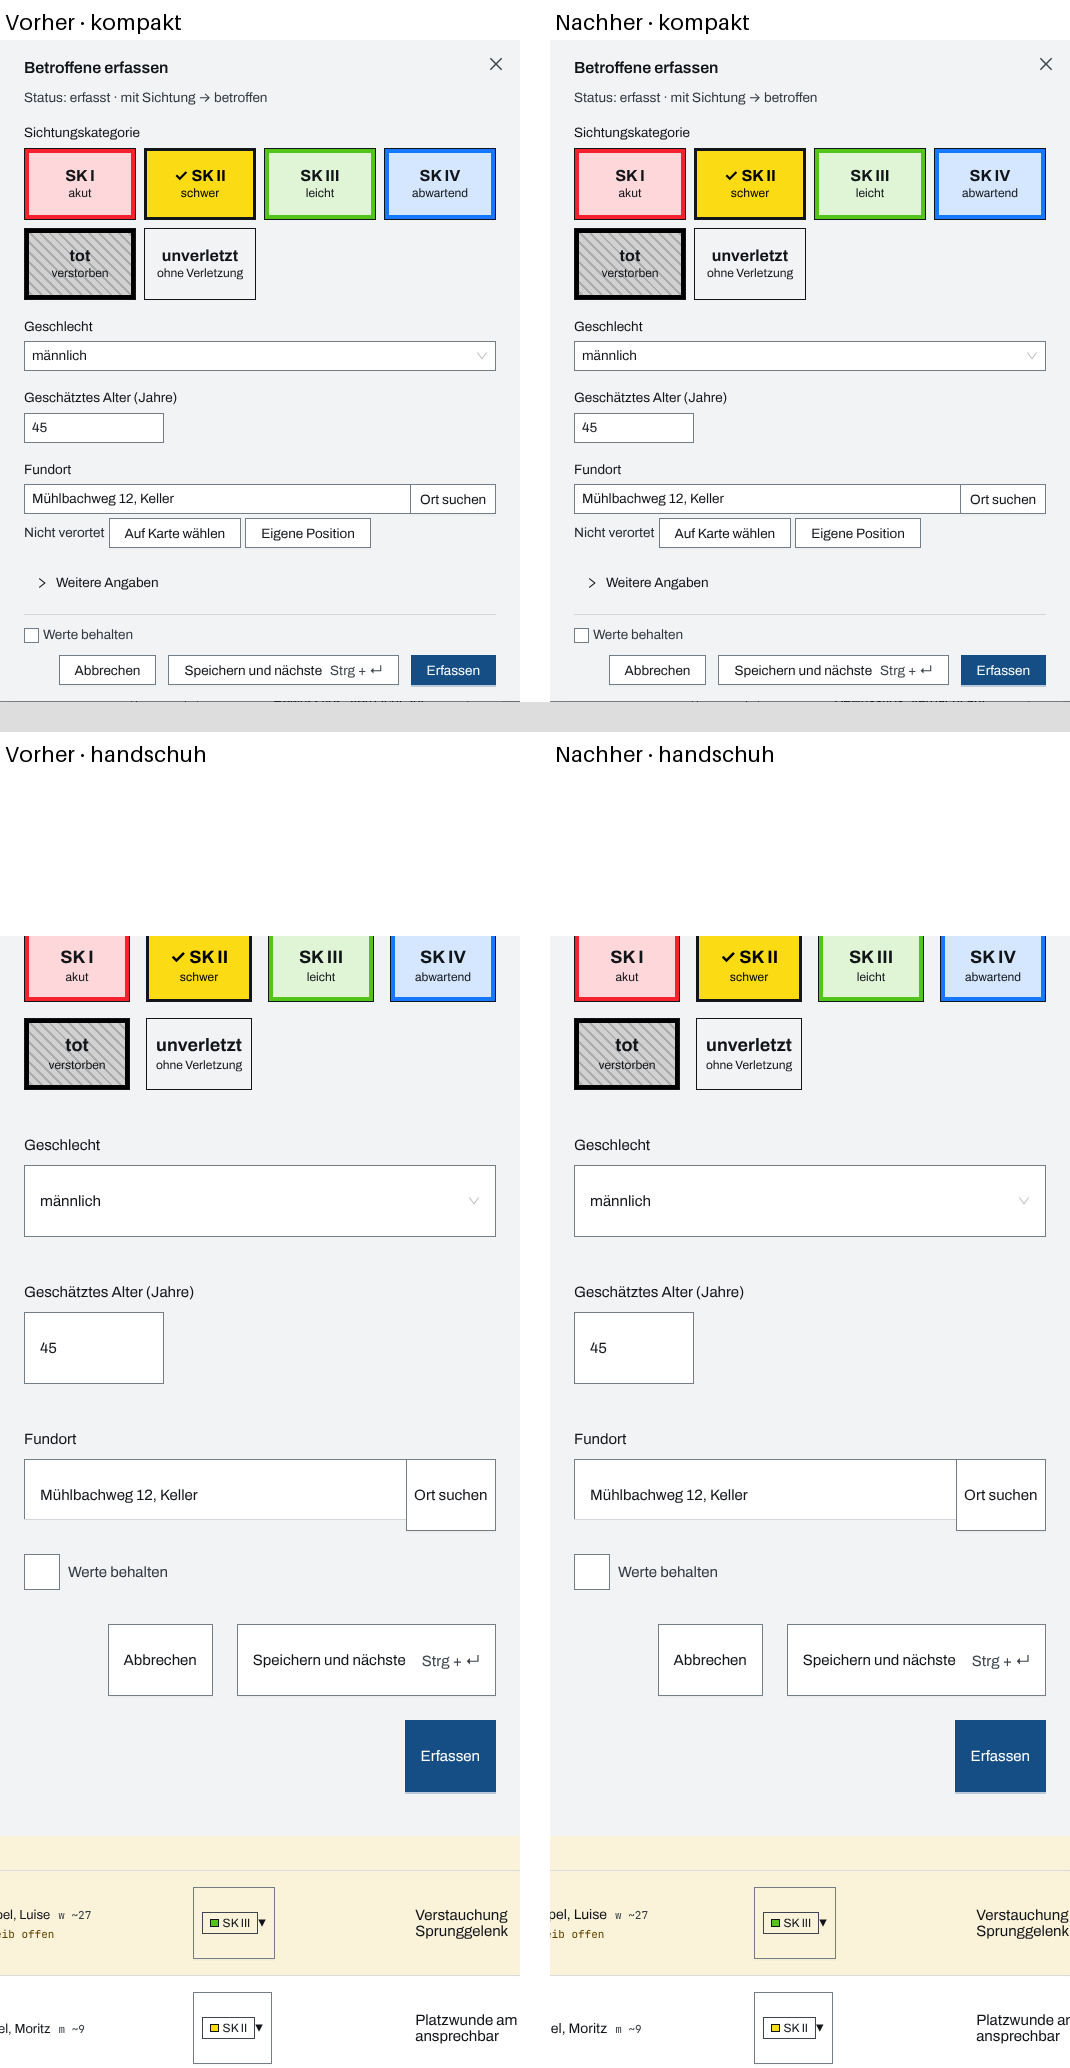 Vorher · kompakt
Nachher · kompakt
Betroffene erfassen
Status: erfasst · mit Sichtung → betroffen
Sichtungskategorie
SK I
akut
✓ SK II
schwer
SK III
leicht
SK IV
abwartend
tot
verstorben
unverletzt
ohne Verletzung
Geschlecht
männlich
Geschätztes Alter (Jahre)
45
Fundort
Mühlbachweg 12, Keller
Ort suchen
Nicht verortet
Auf Karte wählen
Eigene Position
Weitere Angaben
Werte behalten
Abbrechen
Speichern und nächste Strg + ↵
Erfassen
Betroffene erfassen
Status: erfasst · mit Sichtung → betroffen
Sichtungskategorie
SK I
akut
✓ SK II
schwer
SK III
leicht
SK IV
abwartend
tot
verstorben
unverletzt
ohne Verletzung
Geschlecht
männlich
Geschätztes Alter (Jahre)
45
Fundort
Mühlbachweg 12, Keller
Ort suchen
Nicht verortet
Auf Karte wählen
Eigene Position
Weitere Angaben
Werte behalten
Abbrechen
Speichern und nächste Strg + ↵
Erfassen
Vorher · handschuh
Nachher · handschuh
SK I
akut
✓ SK II
schwer
SK III
leicht
SK IV
abwartend
tot
verstorben
unverletzt
ohne Verletzung
Geschlecht
männlich
Geschätztes Alter (Jahre)
45
Fundort
Mühlbachweg 12, Keller
Ort suchen
Werte behalten
Abbrechen
Speichern und nächste Strg + ↵
Erfassen
pel, Luise w ~27
eib offen
SK III
Verstauchung
Sprunggelenk
el, Moritz m ~9
SK II
Platzwunde am
ansprechbar
SK I
akut
✓ SK II
schwer
SK III
leicht
SK IV
abwartend
tot
verstorben
unverletzt
ohne Verletzung
Geschlecht
männlich
Geschätztes Alter (Jahre)
45
Fundort
Mühlbachweg 12, Keller
Ort suchen
Werte behalten
Abbrechen
Speichern und nächste Strg + ↵
Erfassen
pel, Luise w ~27
eib offen
SK III
Verstauchung
Sprunggelenk
el, Moritz m ~9
SK II
Platzwunde am
ansprechbar